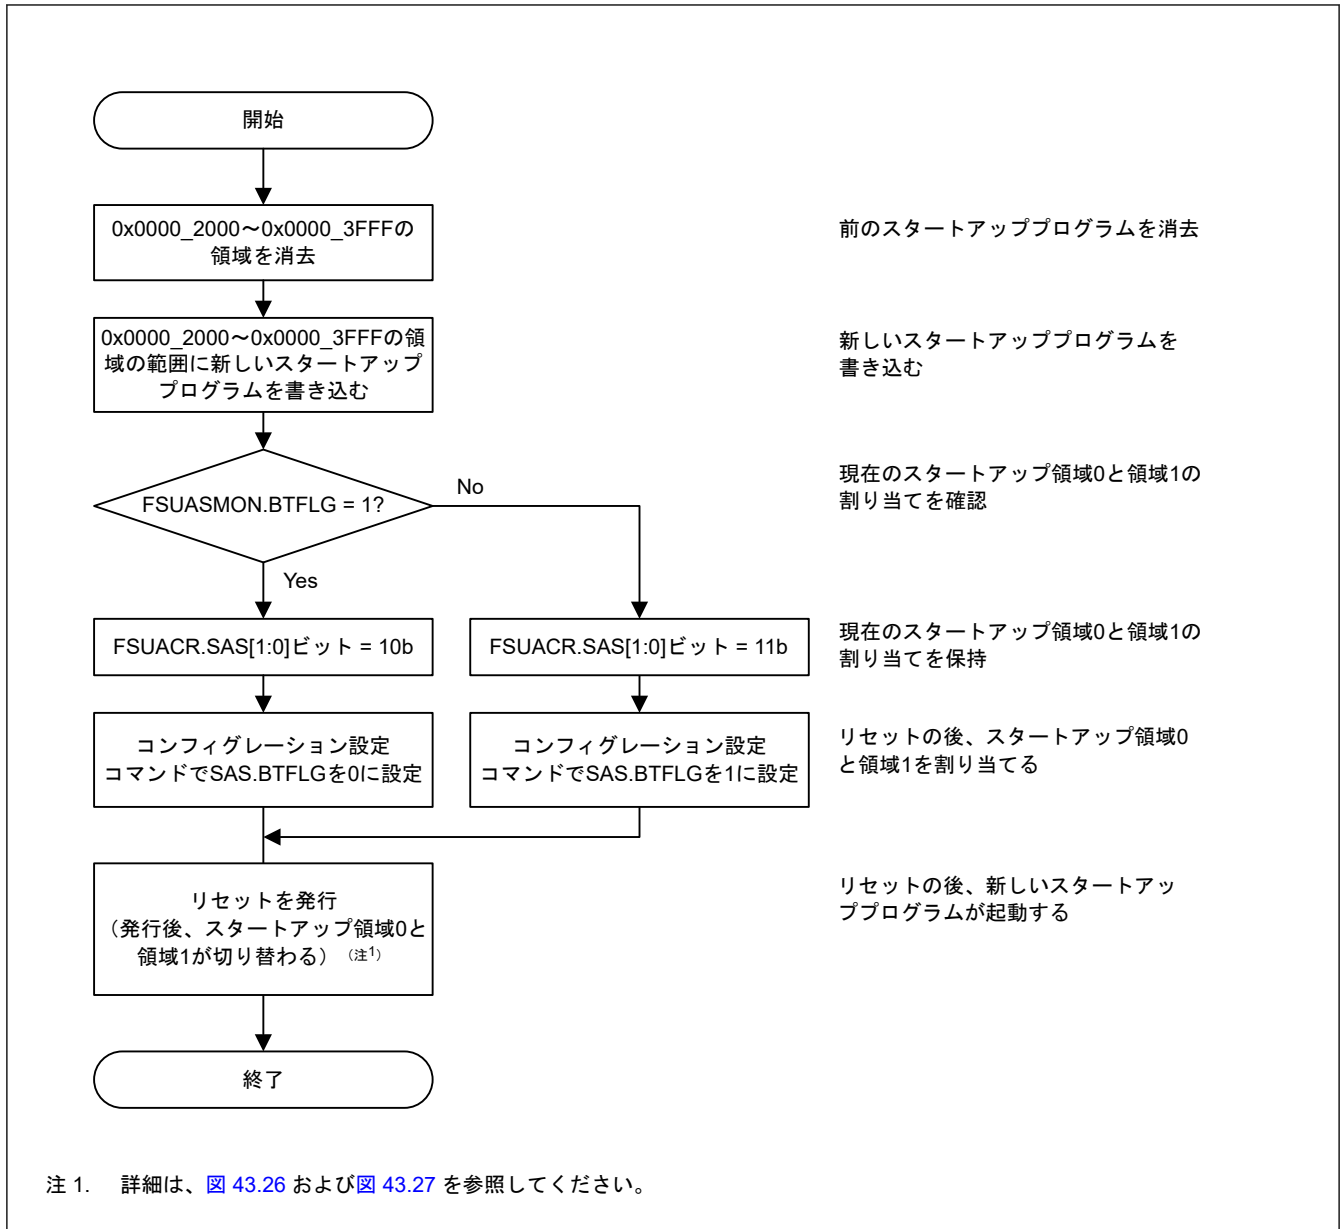 開始
0x0000_2000～0x0000_3FFFの
領域を消去
前のスタートアッププログラムを消去
0x0000_2000～0x0000_3FFFの領
域の範囲に新しいスタートアップ
プログラムを書き込む
新しいスタートアッププログラムを
書き込む
FSUASMON.BTFLG = 1?
No
Yes
現在のスタートアップ領域0と領域1の
割り当てを確認
FSUACR.SAS[1:0]ビット = 10b
FSUACR.SAS[1:0]ビット = 11b
現在のスタートアップ領域0と領域1の
割り当てを保持
コンフィグレーション設定
コマンドでSAS.BTFLGを0に設定
コンフィグレーション設定
コマンドでSAS.BTFLGを1に設定
リセットの後、スタートアップ領域0
と領域1を割り当てる
リセットを発行
（発行後、スタートアップ領域0と
領域1が切り替わる）（注1）
リセットの後、新しいスタートアッ
ププログラムが起動する
終了
注 1. 詳細は、図 43.26 および図 43.27 を参照してください。